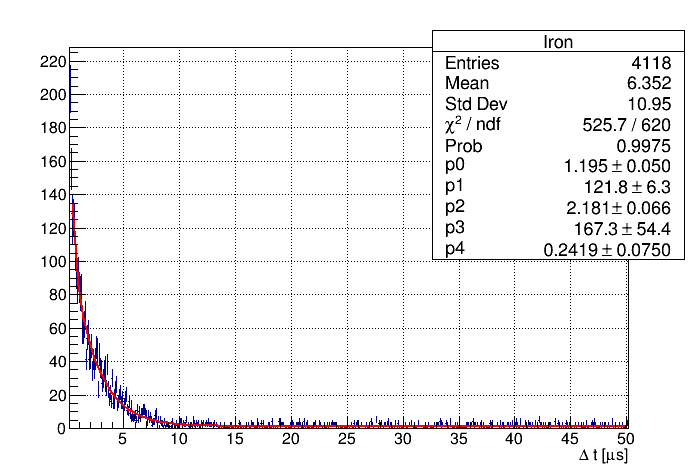 Iron
Entries 4118
Mean 6.352
Std Dev 10.95
χ² / ndf 525.7 / 620
Prob 0.9975
p0 1.195 ± 0.050
p1 121.8 ± 6.3
p2 2.181 ± 0.066
p3 167.3 ± 54.4
p4 0.2419 ± 0.0750
220
200
180
160
140
120
100
80
60
40
20
0
5 10 15 20 25 30 35 40 45 50
Δ t [μs]